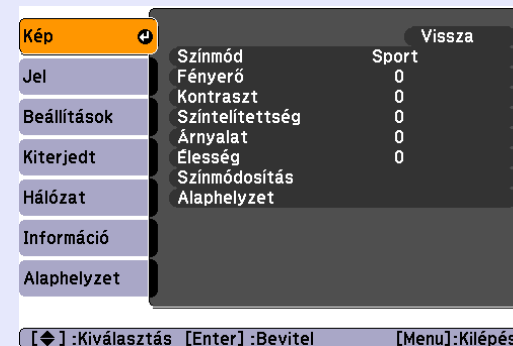 Kép
Jel
Beállítások
Kiterjedt
Hálózat
Információ
Alaphelyzet
Vissza
Színmód Sport
Fényerő 0
Kontraszt 0
Színtelítettség 0
Árnyalat 0
Élesség 0
Színmódosítás
Alaphelyzet
[◆] :Kiválasztás [Enter] :Bevitel [Menu]:Kilépés